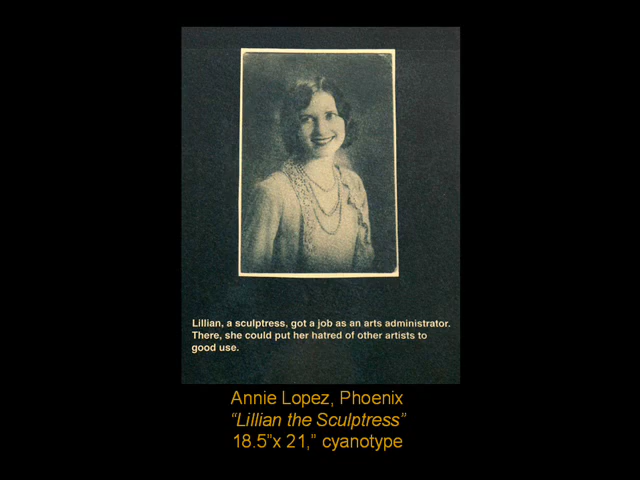 Lillian, a sculptress, got a job as an arts administrator.
There, she could put her hatred of other artists to
good use.
Annie Lopez, Phoenix
“Lillian the Sculptress”
18.5”x 21,” cyanotype